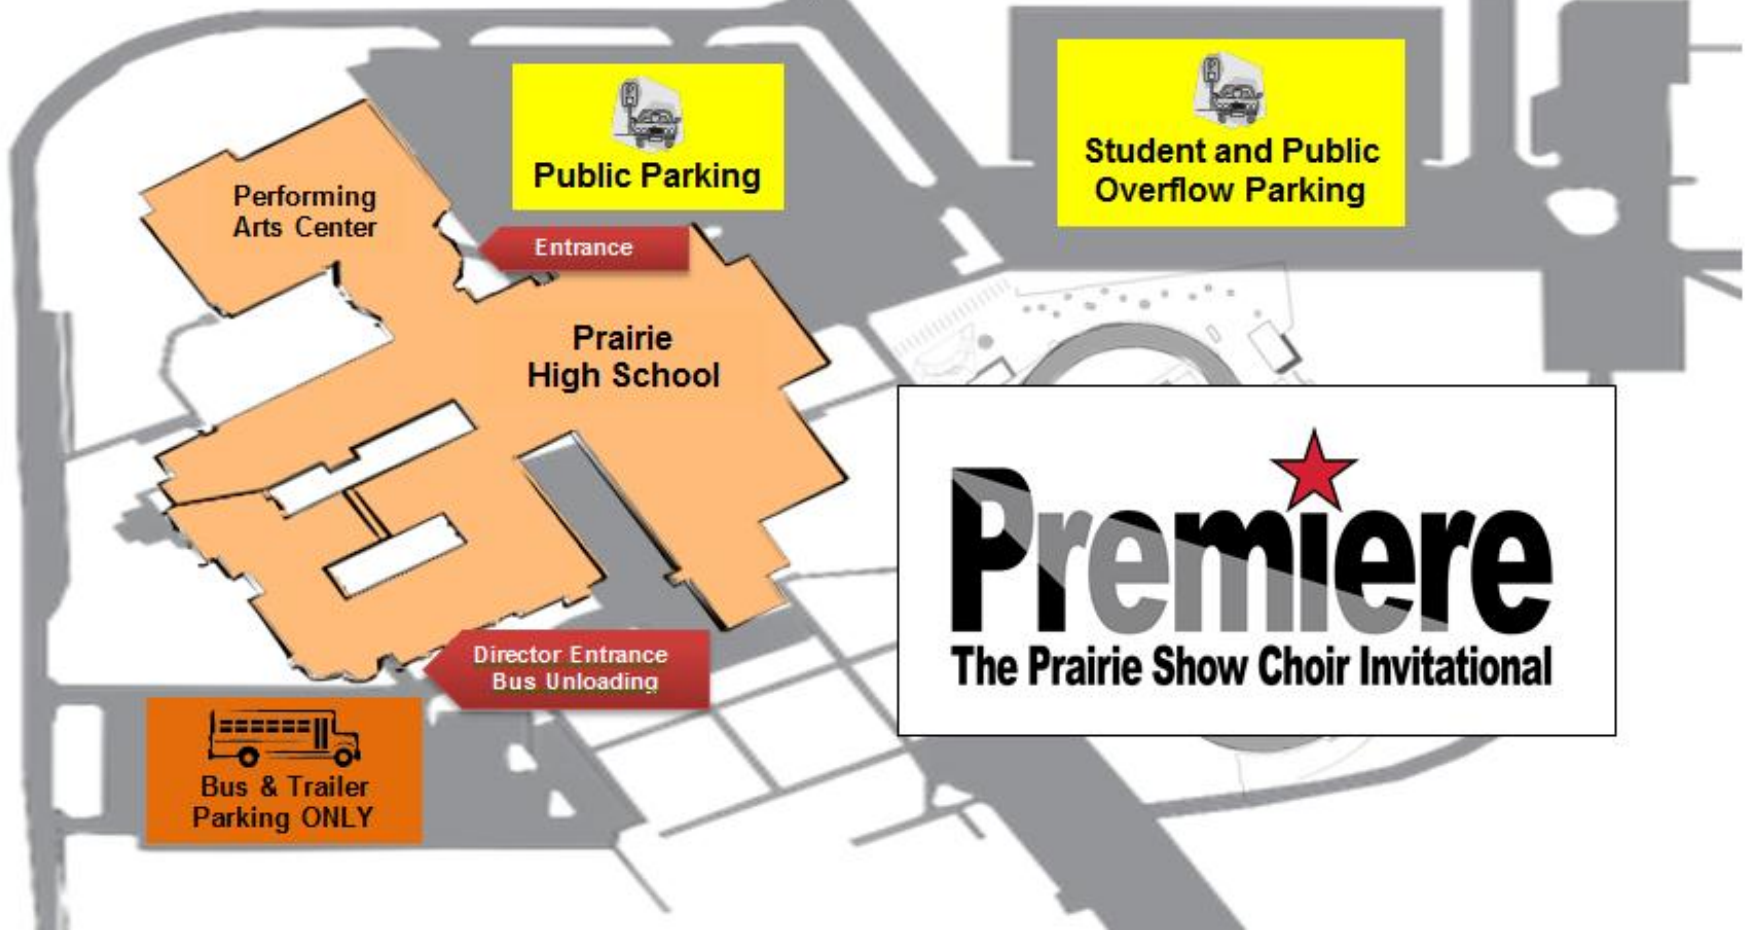 Public Parking
Student and Public
Overflow Parking
Performing
Arts Center
Entrance
Prairie
High School
Premiere
The Prairie Show Choir Invitational
Director Entrance
Bus Unloading
Bus & Trailer
Parking ONLY